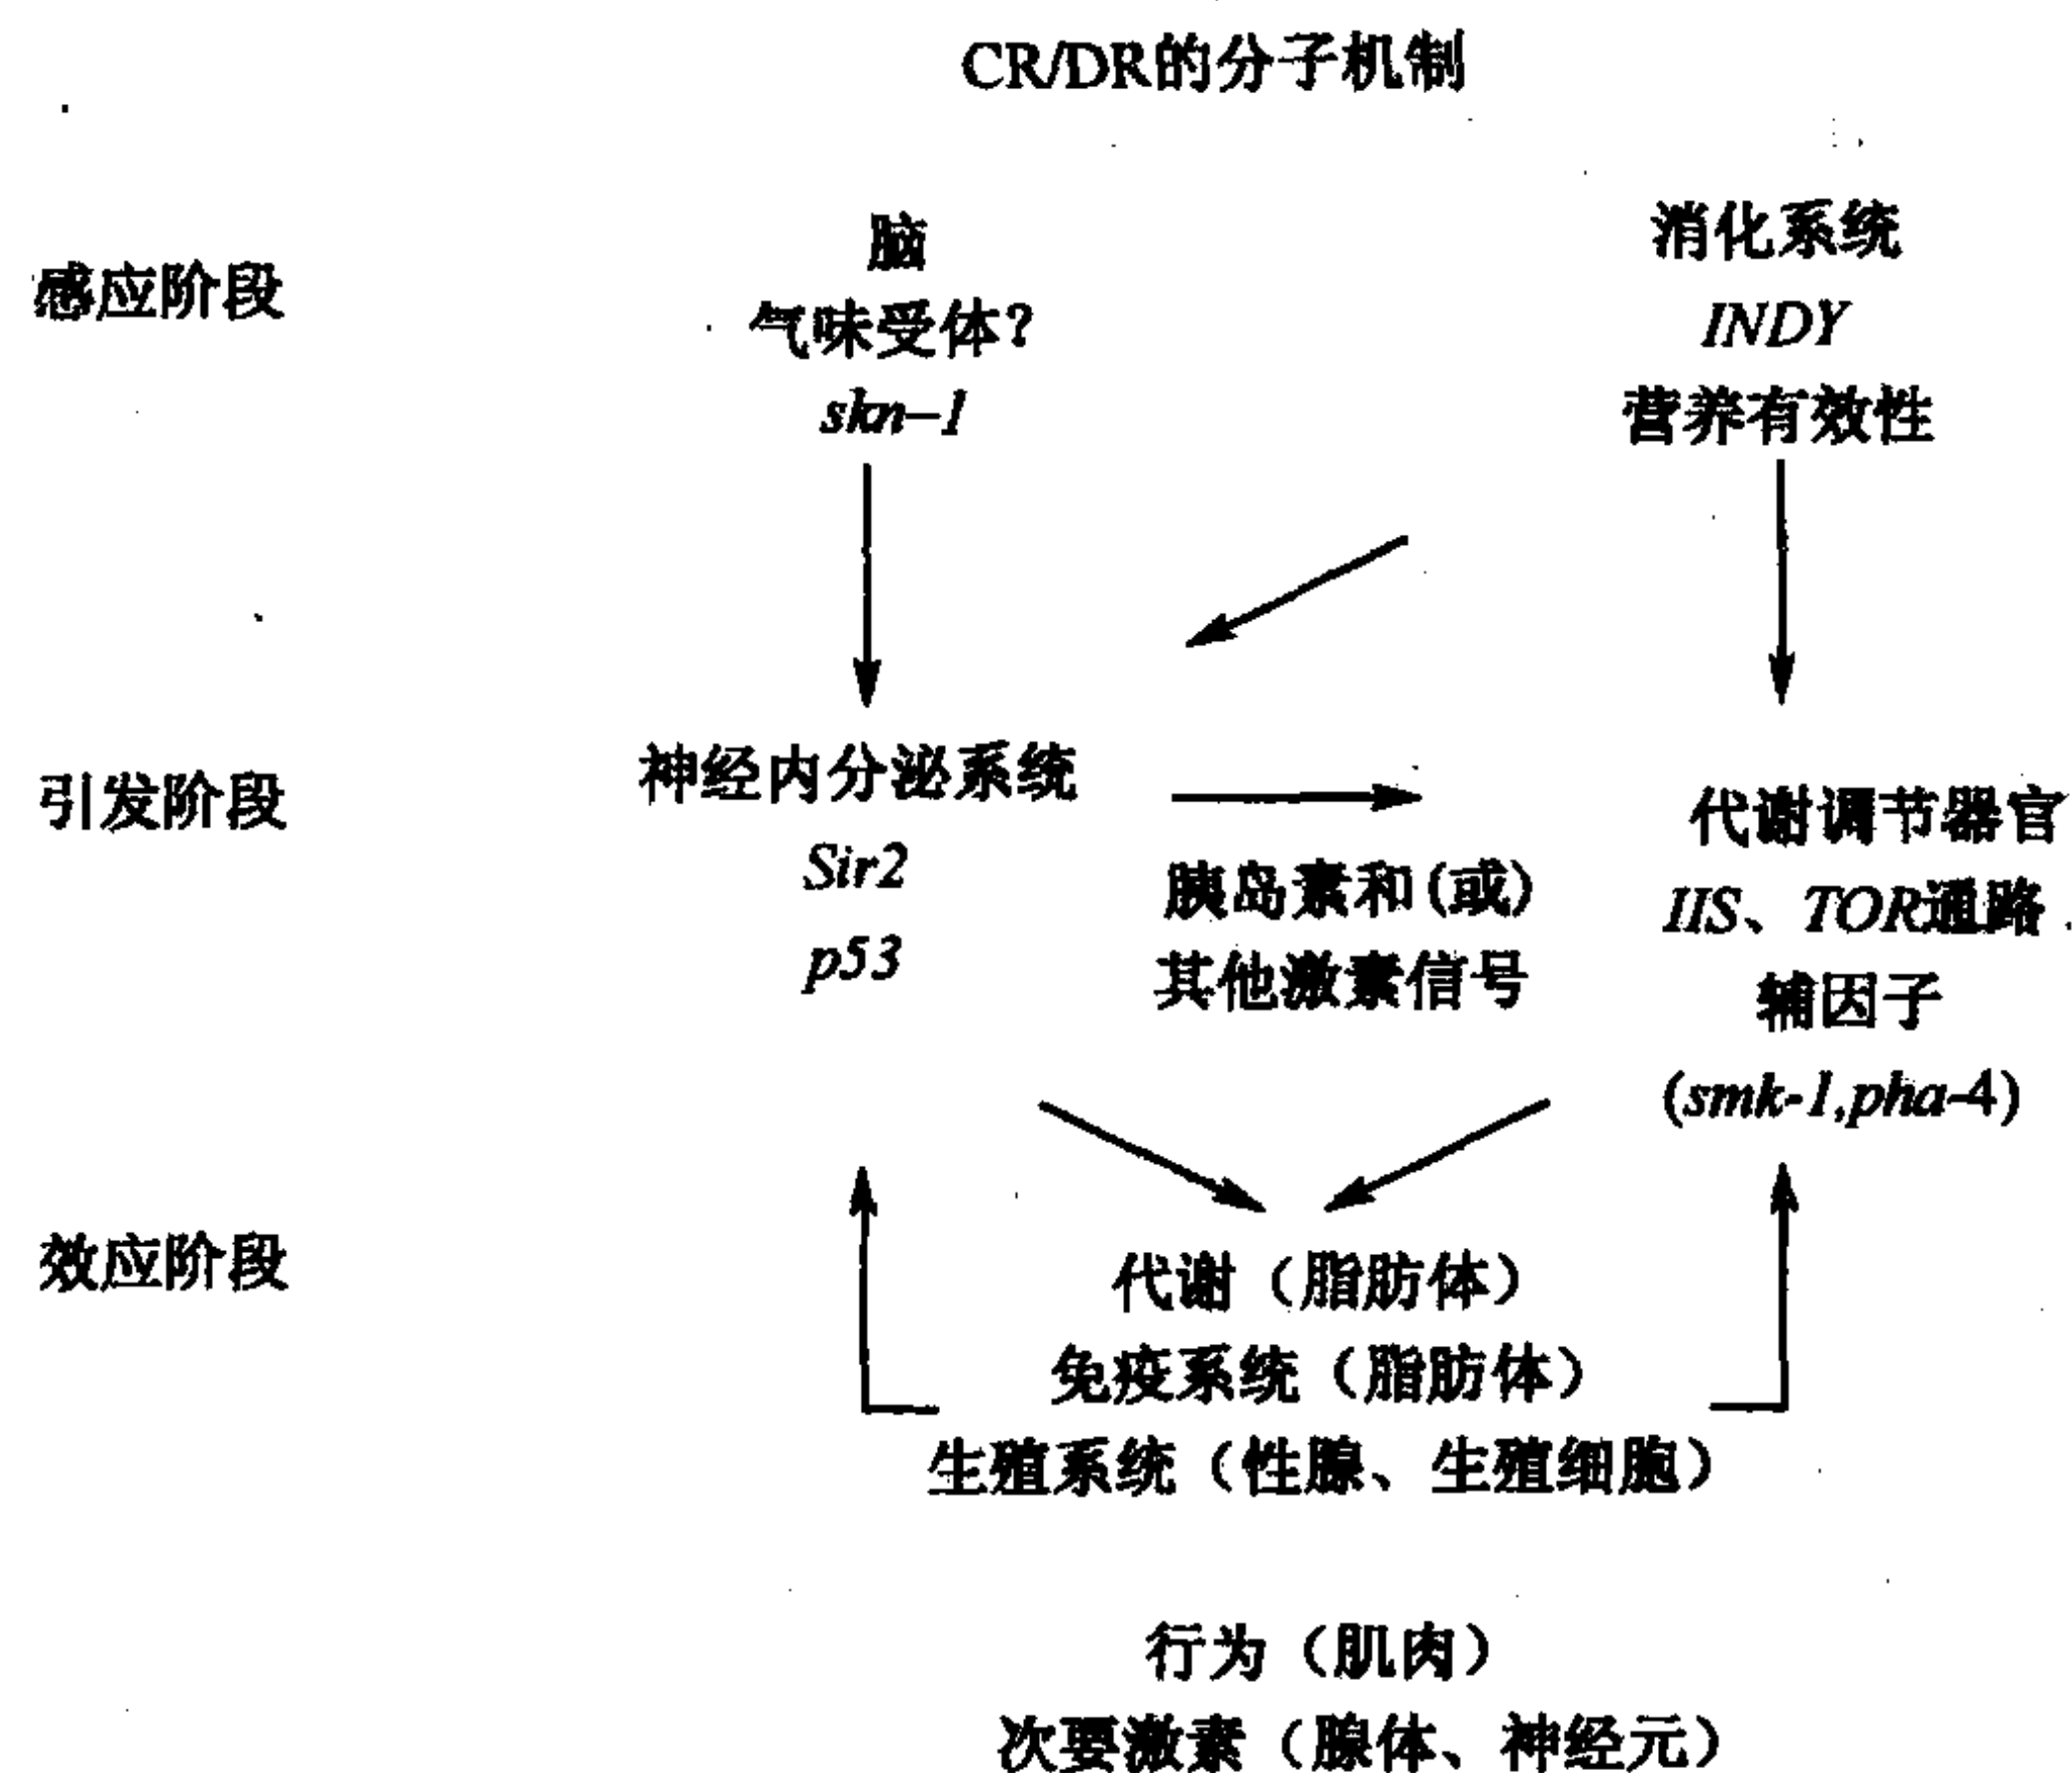 CR/DR的分子机制
感应阶段
脑
气味受体?
skn-1
消化系统
INDY
营养有效性
引发阶段
神经内分泌系统
Sir2
p53
胰岛素和(或)
其他激素信号
代谢调节器官
IIS、TOR通路
辅因子
(smk-1,pha-4)
效应阶段
代谢（脂肪体）
免疫系统（脂肪体）
生殖系统（性腺、生殖细胞）
行为（肌肉）
次要激素（腺体、神经元）